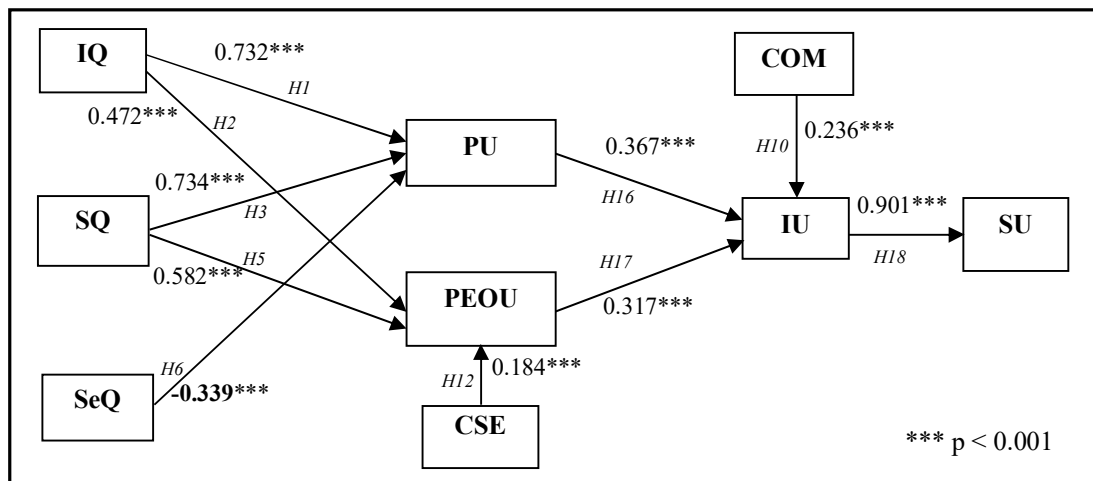 IQ
0.732***
H1
COM
0.472***
H2
0.236***
H10
PU
0.367***
H16
0.734***
H3
SQ
IU
0.901***
SU
H18
H5
0.582***
H17
PEOU
0.317***
H6
-0.339***
SeQ
H12
0.184***
CSE
*** p < 0.001